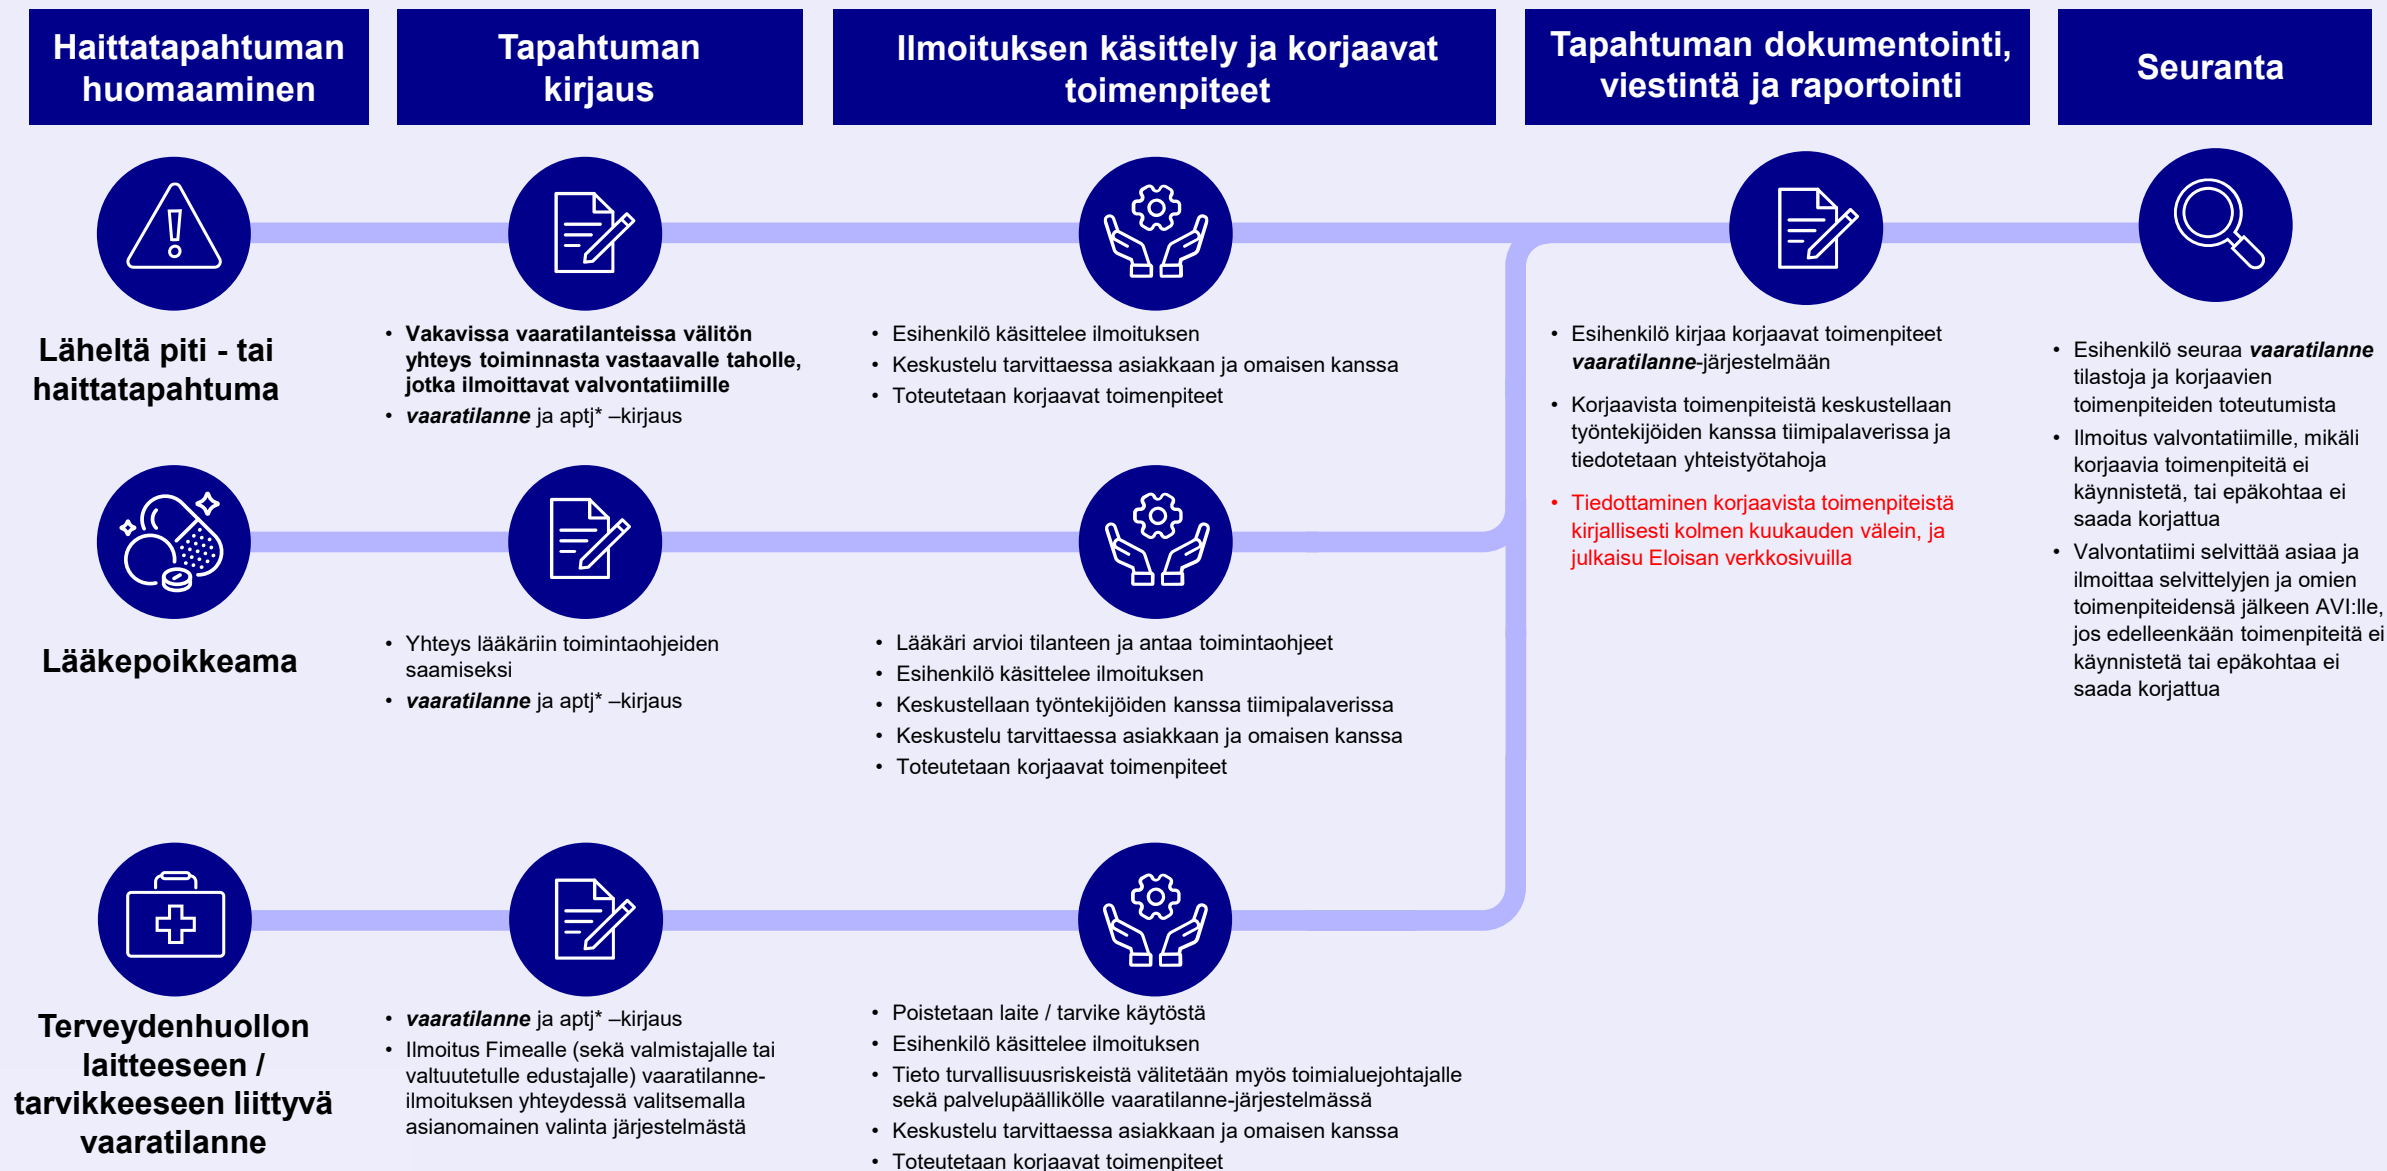 Haittatapahtuman
huomaaminen
Tapahtuman
kirjaus
Ilmoituksen käsittely ja korjaavat
toimenpiteet
Tapahtuman dokumentointi,
viestintä ja raportointi
Seuranta
Läheltä piti - tai
haittatapahtuma
• Vakavissa vaaratilanteissa välitön
yhteys toiminnasta vastaavalle taholle,
jotka ilmoittavat valvontatiimille
• vaaratilanne ja aptj* –kirjaus
• Esihenkilö käsittelee ilmoituksen
• Keskustelu tarvittaessa asiakkaan ja omaisen kanssa
• Toteutetaan korjaavat toimenpiteet
• Esihenkilö kirjaa korjaavat toimenpiteet
vaaratilanne-järjestelmään
• Korjaavista toimenpiteistä keskustellaan
työntekijöiden kanssa tiimipalaverissa ja
tiedotetaan yhteistyötahoja
• Tiedottaminen korjaavista toimenpiteistä
kirjallisesti kolmen kuukauden välein, ja
julkaisu Eloisan verkkosivuilla
• Esihenkilö seuraa vaaratilanne
tilastoja ja korjaavien
toimenpiteiden toteutumista
• Ilmoitus valvontatiimille, mikäli
korjaavia toimenpiteitä ei
käynnistetä, tai epäkohtaa ei
saada korjattua
• Valvontatiimi selvittää asiaa ja
ilmoittaa selvittelyjen ja omien
toimenpiteidensä jälkeen AVI:lle,
jos edelleenkään toimenpiteitä ei
käynnistetä tai epäkohtaa ei
saada korjattua
Lääkepoikkeama
• Yhteys lääkäriin toimintaohjeiden
saamiseksi
• vaaratilanne ja aptj* –kirjaus
• Lääkäri arvioi tilanteen ja antaa toimintaohjeet
• Esihenkilö käsittelee ilmoituksen
• Keskustellaan työntekijöiden kanssa tiimipalaverissa
• Keskustelu tarvittaessa asiakkaan ja omaisen kanssa
• Toteutetaan korjaavat toimenpiteet
Terveydenhuollon
laitteeseen /
tarvikkeeseen liittyvä
vaaratilanne
• vaaratilanne ja aptj* –kirjaus
• Ilmoitus Fimealle (sekä valmistajalle tai
valtuutetulle edustajalle) vaaratilanne-
ilmoituksen yhteydessä valitsemalla
asianomainen valinta järjestelmästä
• Poistetaan laite / tarvike käytöstä
• Esihenkilö käsittelee ilmoituksen
• Tieto turvallisuusriskeistä välitetään myös toimialuejohtajalle
sekä palvelupäällikölle vaaratilanne-järjestelmässä
• Keskustelu tarvittaessa asiakkaan ja omaisen kanssa
• Toteutetaan korjaavat toimenpiteet